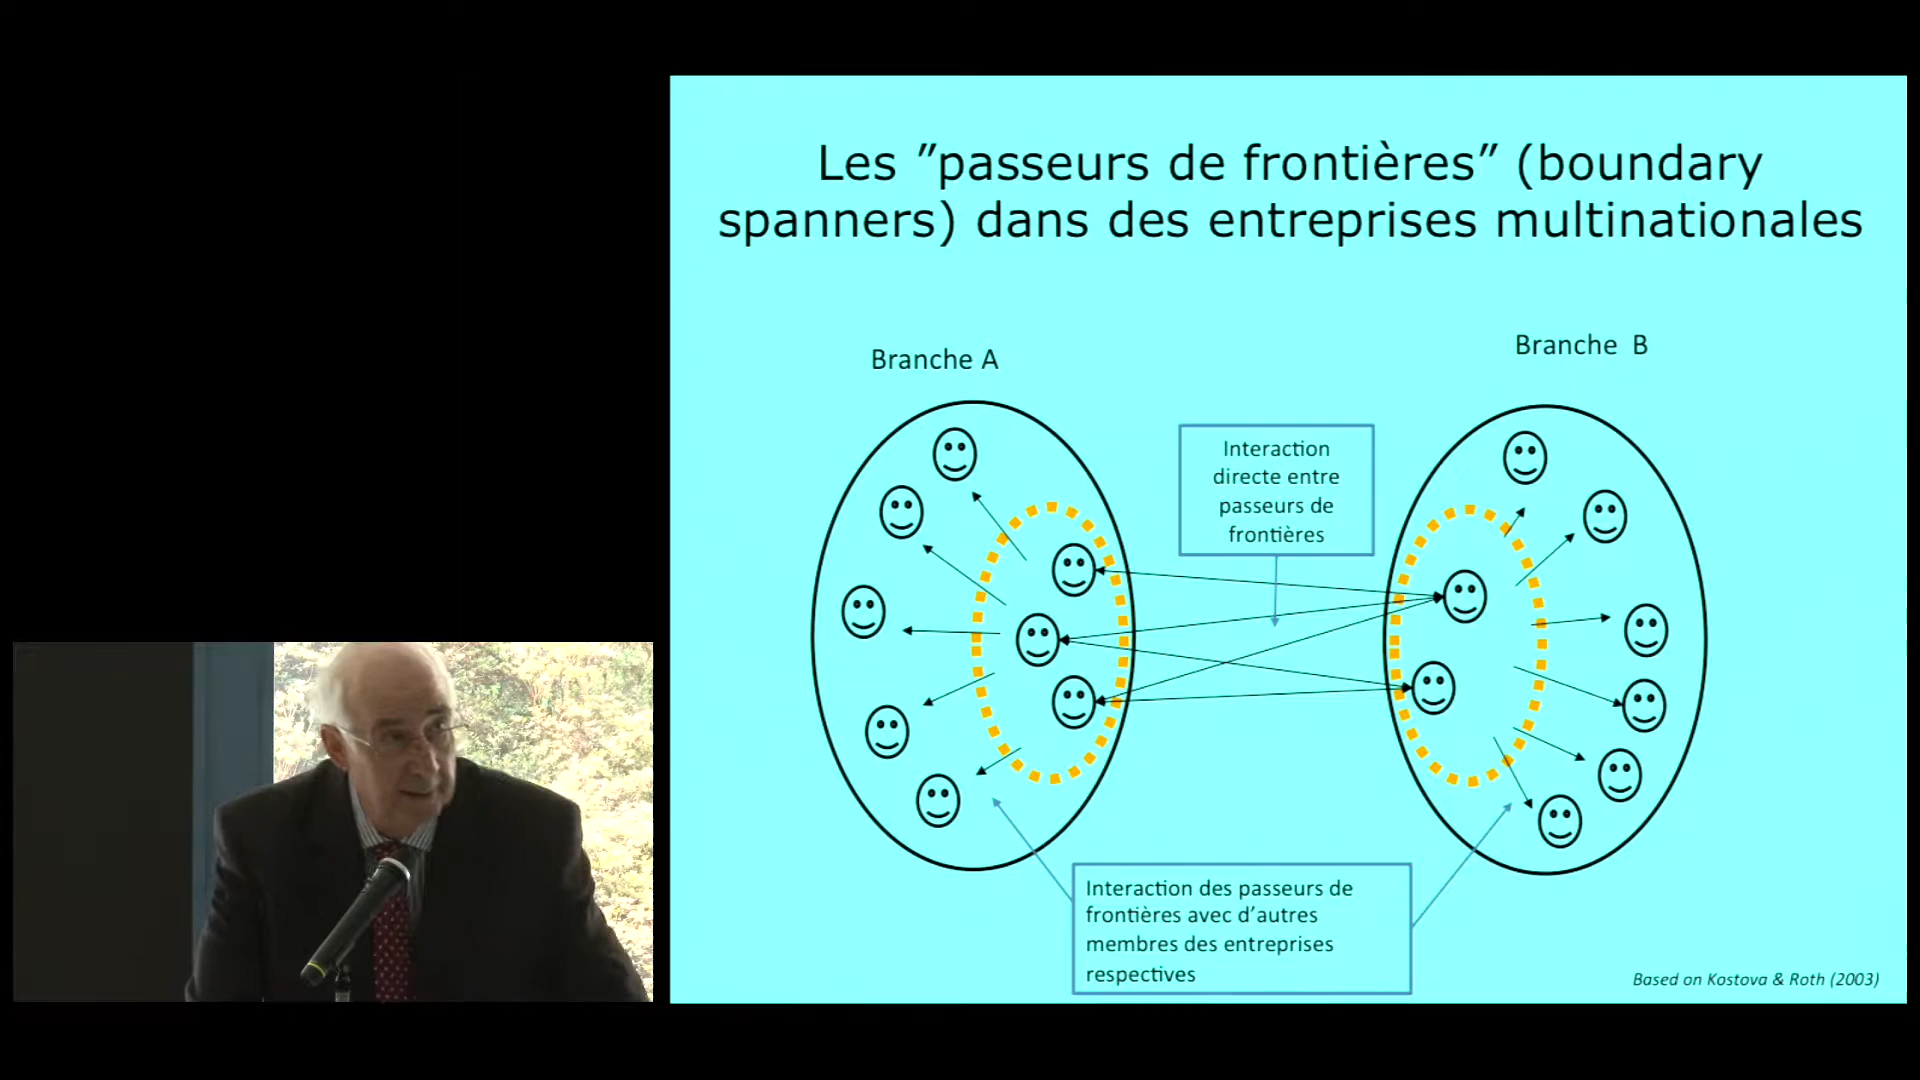 Les ”passeurs de frontières” (boundary
spanners) dans des entreprises multinationales
Branche A
Branche  B
Interaction
directe entre
passeurs de
frontières
Interaction des passeurs de
frontières avec d’autres
membres des entreprises
respectives
Based on Kostova & Roth (2003)